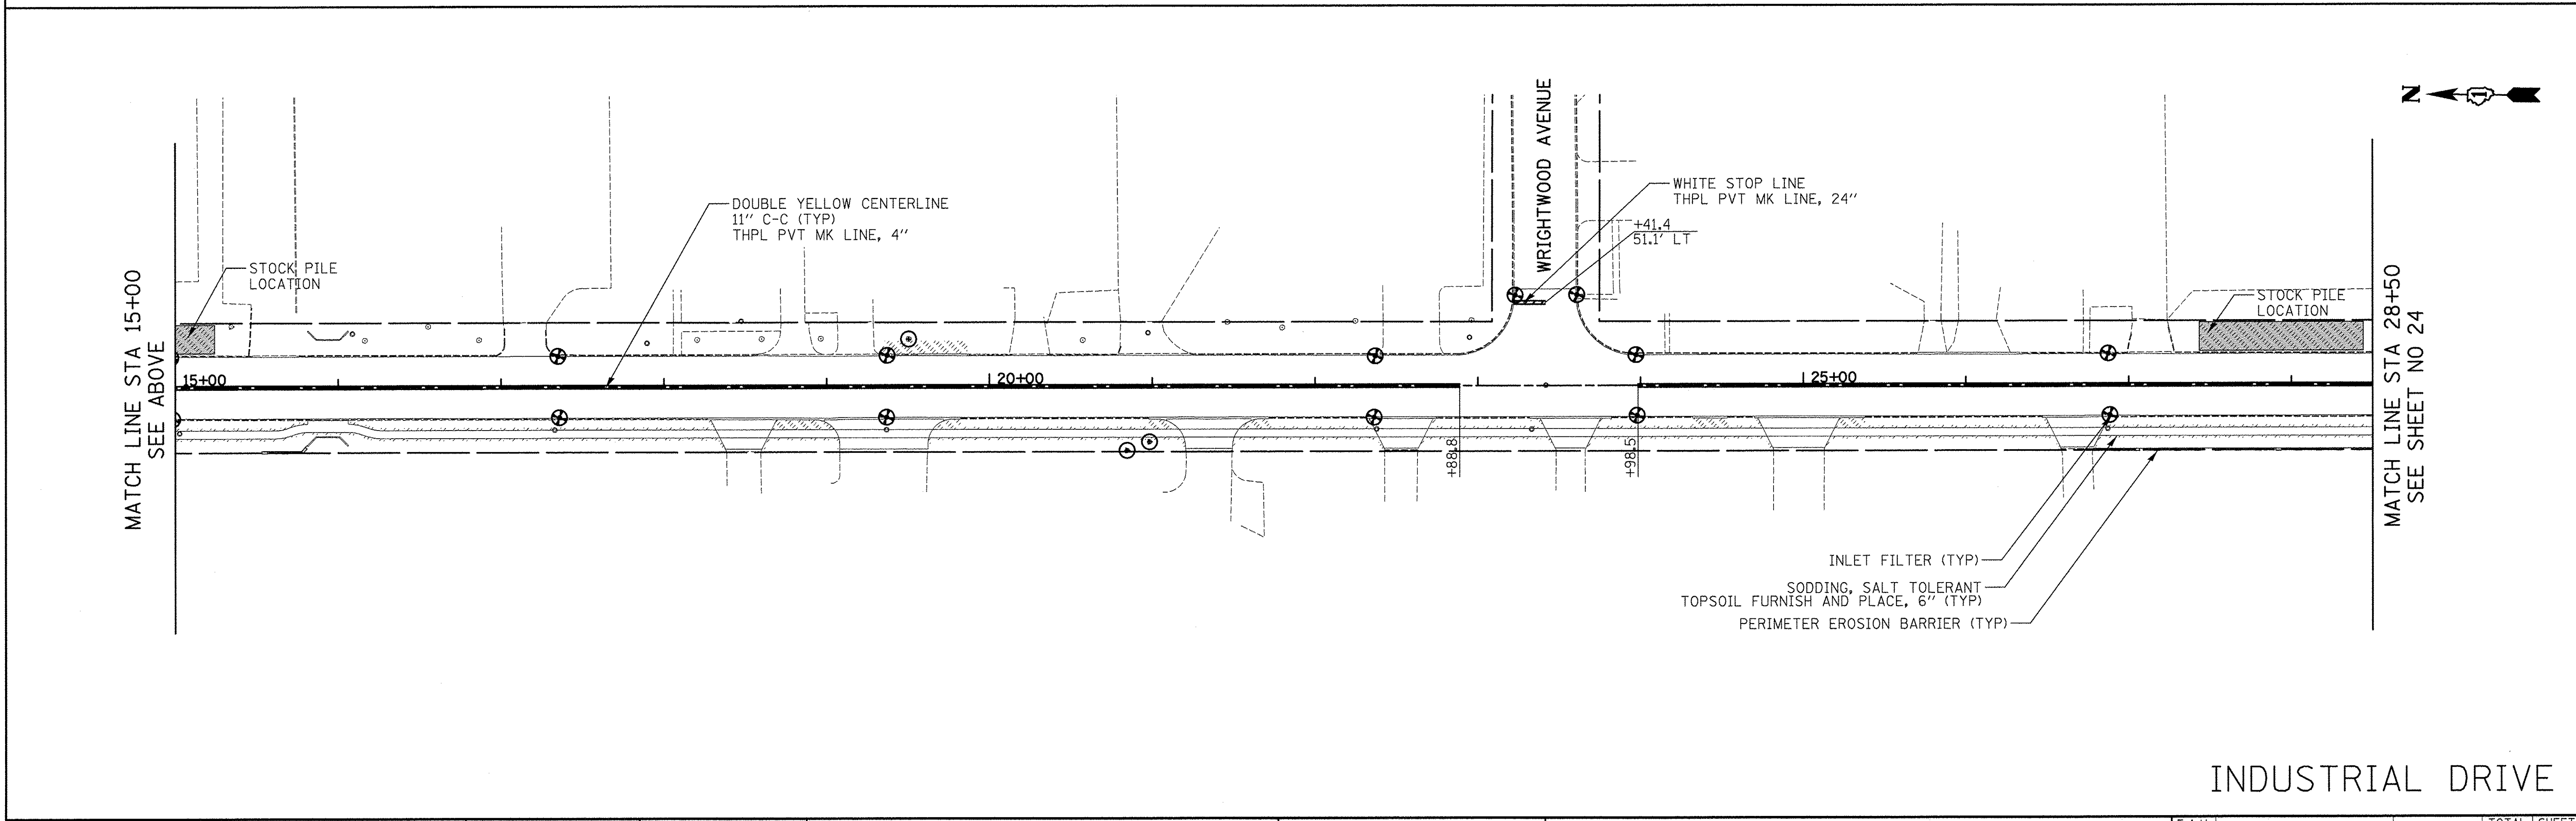 N
1
WRIGHTWOOD AVENUE
WHITE STOP LINE
THPL PVT MK LINE, 24"
+41.4
51.1' LT
DOUBLE YELLOW CENTERLINE
11" C-C (TYP)
THPL PVT MK LINE, 4"
STOCK PILE
LOCATION
STOCK PILE
LOCATION
MATCH LINE STA 15+00
SEE ABOVE
15+00
20+00
25+00
MATCH LINE STA 28+50
SEE SHEET NO 24
+88.8
+98.5
INLET FILTER (TYP)
SODDING, SALT TOLERANT
TOPSOIL FURNISH AND PLACE, 6" (TYP)
PERIMETER EROSION BARRIER (TYP)
INDUSTRIAL DRIVE
TOTAL SHEET